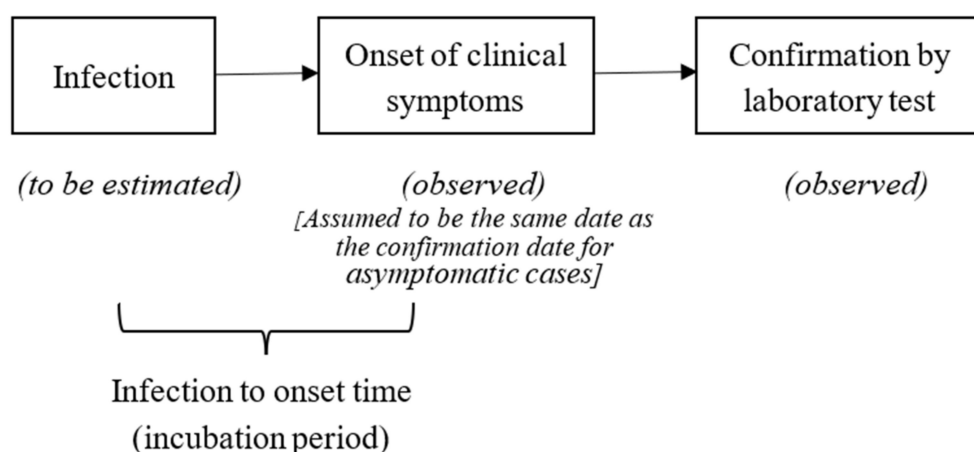 Infection
Onset of clinical
symptoms
Confirmation by
laboratory test
(to be estimated)
(observed)
[Assumed to be the same date as
the confirmation date for
asymptomatic cases]
(observed)
Infection to onset time
(incubation period)